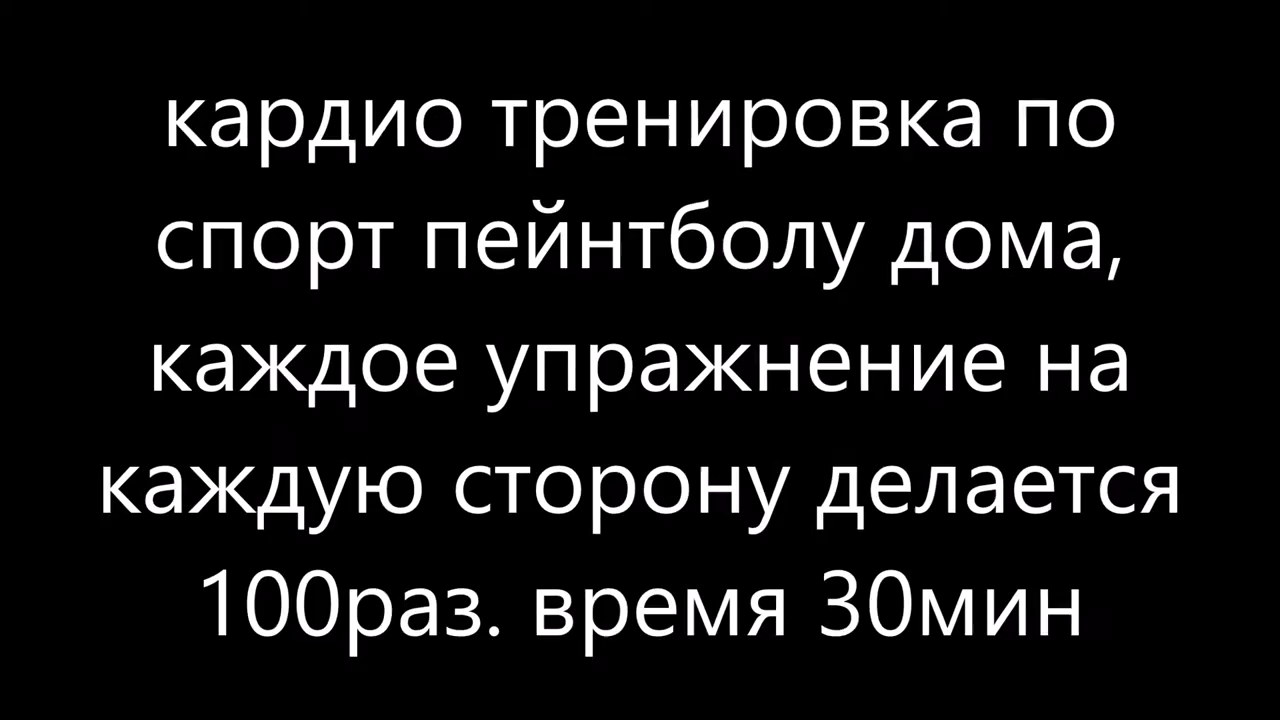 кардио тренировка по
спорт пейнтболу дома,
каждое упражнение на
каждую сторону делается
100раз. время 30мин